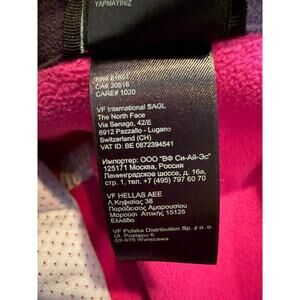 YAPMAYINIZ
RN# 61661
CA# 30516
CARE# 1020
VF International SAGL
The North Face
Via Senago, 42/E
6912 Pazzallo - Lugano
Switzerland (CH)
VAT ID: BE 0672394541
Импортер: ООО "ВФ Си-Ай-Эс"
125171 Москва, Россия
Ленинградское шоссе, д. 16а,
стр. 1, тел. +7 (495) 797 60 70
VF HELLAS AEE
Λ.Κηφισίας 38
Παράδεισος Αμαρουσίου
Μαρούσι Αττικής 15125
ΕΛΛΑΔΑ
VF Polska Distribution Sp. z o. o.
Ul. Postępu 6
02-676 Warszawa.